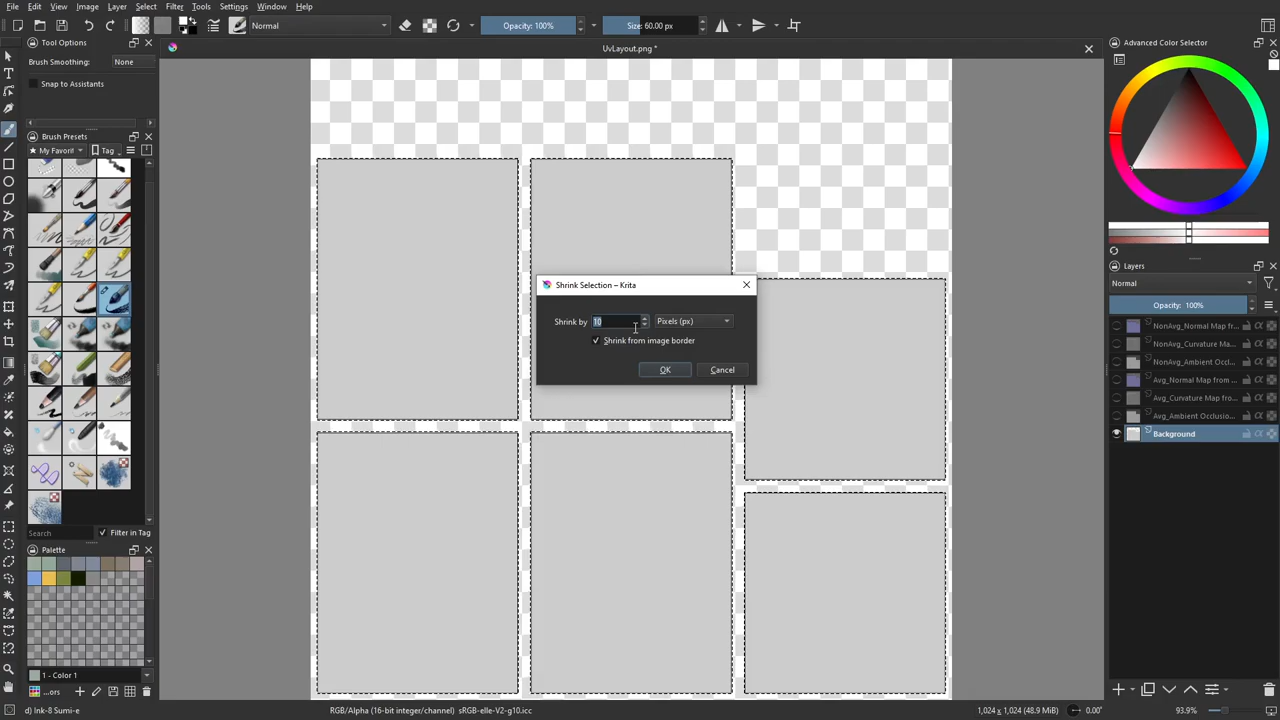 File Edit View Image Layer Select Filter Tools Settings Window Help
Normal
Opacity: 100%
Size: 60.00 px
Tool Options
Brush Smoothing: None
Snap to Assistants
Brush Presets
My Favorit
Tag
Search
Filter in Tag
Palette
1 - Color 1
...ors
UvLayout.png *
Shrink Selection – Krita
Shrink by 10 Pixels (px)
Shrink from image border
OK Cancel
Advanced Color Selector
Layers
Normal
Opacity: 100%
NonAvg_Normal Map fr...
NonAvg_Curvature Map...
NonAvg_Ambient Occl...
Avg_Normal Map from ...
Avg_Curvature Map fro...
Avg_Ambient Occlusio...
Background
d) Ink-8 Sumi-e
RGB/Alpha (16-bit integer/channel) sRGB-elle-V2-g10.icc
1,024 x 1,024 (48.9 MiB)
0.00°
93.9%